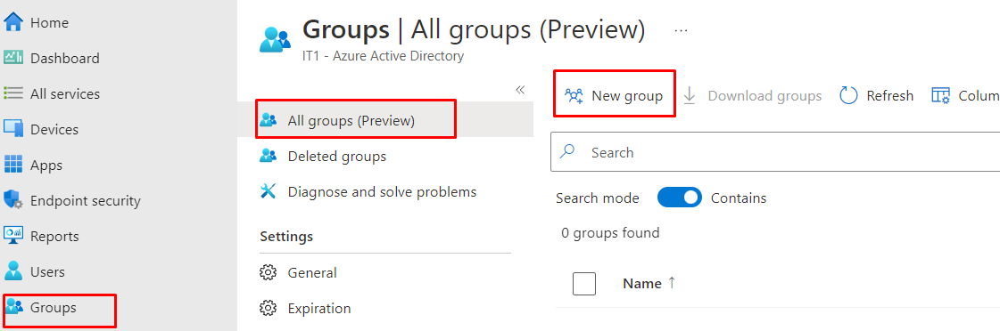 Home
Dashboard
All services
Devices
Apps
Endpoint security
Reports
Users
Groups
Groups | All groups (Preview) ...
IT1 - Azure Active Directory
«
All groups (Preview)
Deleted groups
Diagnose and solve problems
Settings
General
Expiration
New group
Download groups
Refresh
Colum
Search
Search mode
Contains
0 groups found
Name ↑